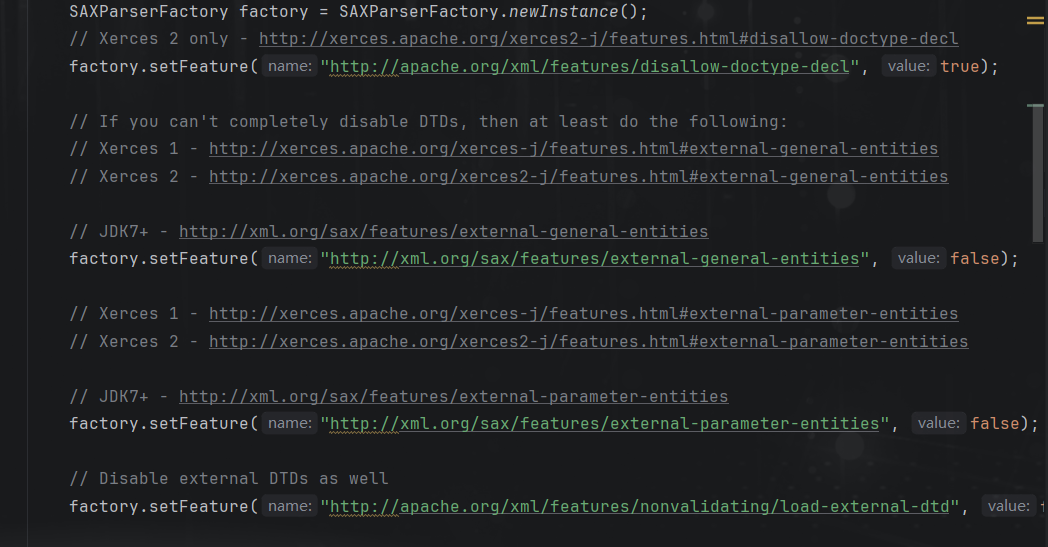 SAXParserFactory factory = SAXParserFactory.newInstance();
// Xerces 2 only - http://xerces.apache.org/xerces2-j/features.html#disallow-doctype-decl
factory.setFeature( name: "http://apache.org/xml/features/disallow-doctype-decl", value: true);
// If you can't completely disable DTDs, then at least do the following:
// Xerces 1 - http://xerces.apache.org/xerces-j/features.html#external-general-entities
// Xerces 2 - http://xerces.apache.org/xerces2-j/features.html#external-general-entities
// JDK7+ - http://xml.org/sax/features/external-general-entities
factory.setFeature( name: "http://xml.org/sax/features/external-general-entities", value: false);
// Xerces 1 - http://xerces.apache.org/xerces-j/features.html#external-parameter-entities
// Xerces 2 - http://xerces.apache.org/xerces2-j/features.html#external-parameter-entities
// JDK7+ - http://xml.org/sax/features/external-parameter-entities
factory.setFeature( name: "http://xml.org/sax/features/external-parameter-entities", value: false);
// Disable external DTDs as well
factory.setFeature( name: "http://apache.org/xml/features/nonvalidating/load-external-dtd", value: